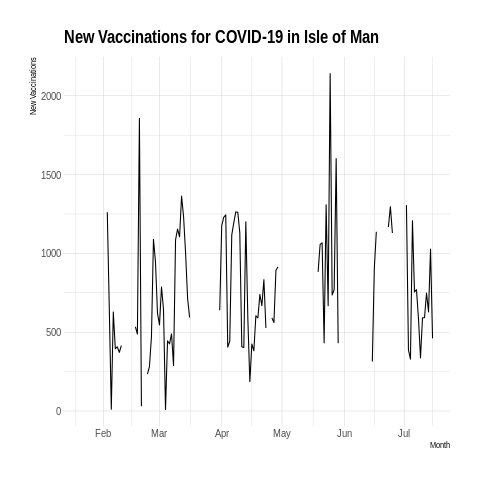 New Vaccinations for COVID-19 in Isle of Man
New Vaccinations
2000
1500
1000
500
0
Feb Mar Apr May Jun Jul
Month